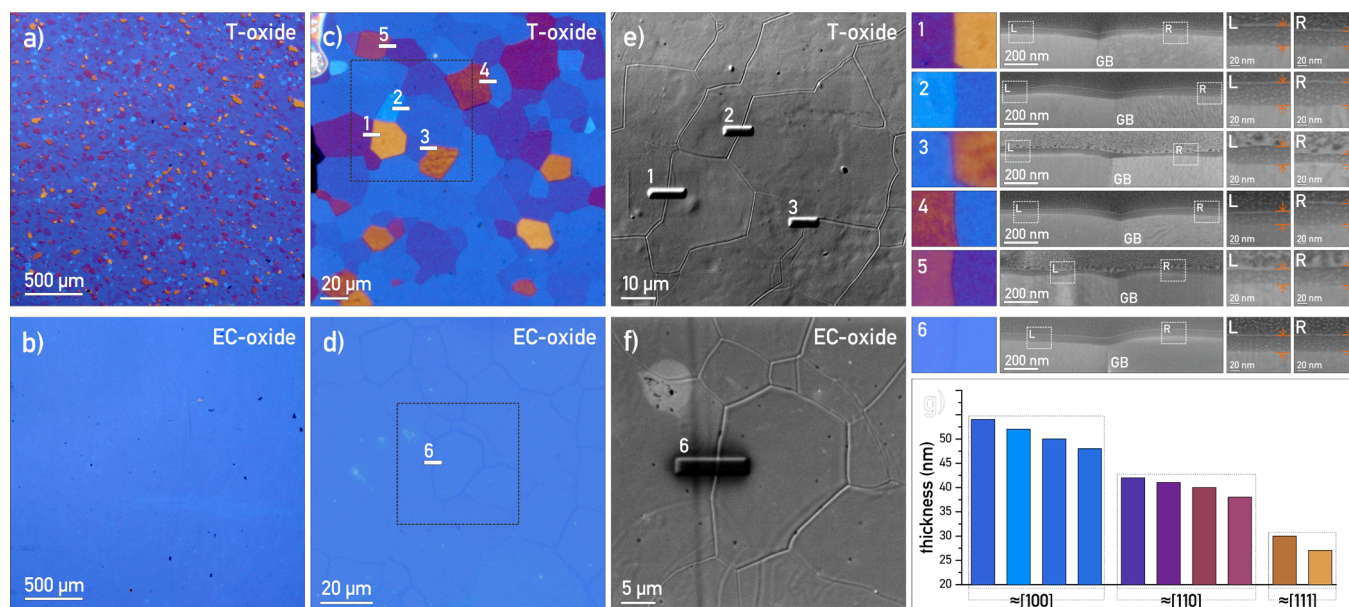 a)
T-oxide
500 µm
c)
T-oxide
5
4
2
1
3
20 µm
e)
T-oxide
2
1
3
10 µm
b)
EC-oxide
500 µm
d)
EC-oxide
6
20 µm
f)
EC-oxide
6
5 µm
1
L
R
200 nm
GB
L
R
20 nm
20 nm
2
L
R
200 nm
GB
L
R
20 nm
20 nm
3
L
R
200 nm
GB
L
R
20 nm
20 nm
4
L
R
200 nm
GB
L
R
20 nm
20 nm
5
L
R
200 nm
GB
L
R
20 nm
20 nm
6
L
R
200 nm
GB
L
R
20 nm
20 nm
g)
thickness (nm)
50
45
40
35
30
25
20
≈[100]
≈[110]
≈[111]